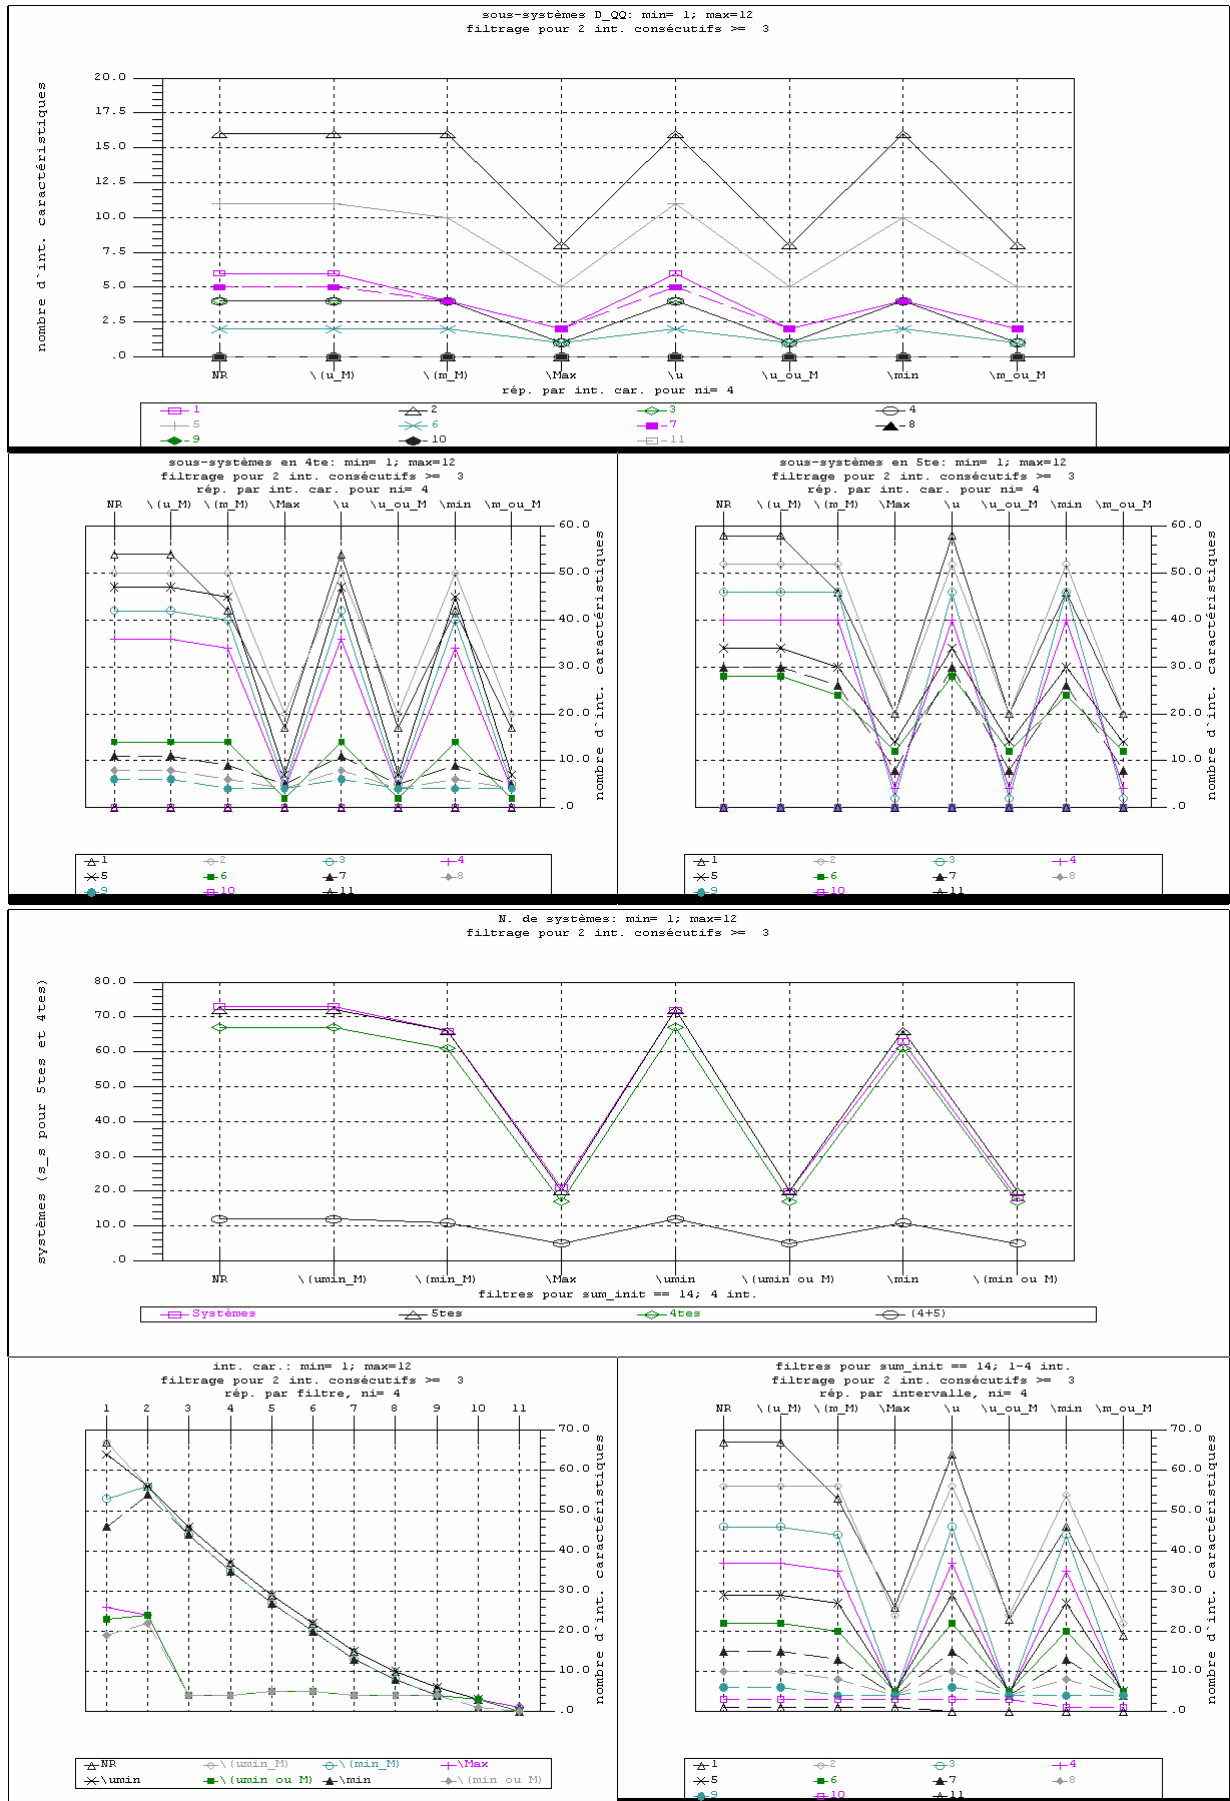 sous-systèmes D_QQ: min= 1; max=12
filtrage pour 2 int. consécutifs >= 3
nombre d`int. caractéristiques
20.0
17.5
15.0
12.5
10.0
7.5
5.0
2.5
.0
NR \(u_M) \(m_M) \Max \u \u_ou_M \min \m_ou_M
rép. par int. car. pour ni= 4
1 2 3 4
5 6 7 8
9 10 11
sous-systèmes en 4te: min= 1; max=12
filtrage pour 2 int. consécutifs >= 3
rép. par int. car. pour ni= 4
NR \(u_M) \(m_M) \Max \u \u_ou_M \min \m_ou_M
60.0
50.0
40.0
30.0
20.0
10.0
.0
nombre d`int. caractéristiques
1 2 3 4
5 6 7 8
9 10 11
sous-systèmes en 5te: min= 1; max=12
filtrage pour 2 int. consécutifs >= 3
rép. par int. car. pour ni= 4
NR \(u_M) \(m_M) \Max \u \u_ou_M \min \m_ou_M
60.0
50.0
40.0
30.0
20.0
10.0
.0
nombre d`int. caractéristiques
1 2 3 4
5 6 7 8
9 10 11
N. de systèmes: min= 1; max=12
filtrage pour 2 int. consécutifs >= 3
systèmes (s_s pour 5tes et 4tes)
80.0
70.0
60.0
50.0
40.0
30.0
20.0
10.0
.0
NR \(umin_M) \(min_M) \Max \umin \(umin ou M) \min \(min ou M)
filtres pour sum_init == 14; 4 int.
Systèmes 5tes 4tes (4+5)
int. car.: min= 1; max=12
filtrage pour 2 int. consécutifs >= 3
rép. par filtre, ni= 4
1 2 3 4 5 6 7 8 9 10 11
70.0
60.0
50.0
40.0
30.0
20.0
10.0
.0
nombre d`int. caractéristiques
NR \(umin_M) \(min_M) \Max
\umin \(umin ou M) \min \(min ou M)
filtres pour sum_init == 14; 1-4 int.
filtrage pour 2 int. consécutifs >= 3
rép. par intervalle, ni= 4
NR \(u_M) \(m_M) \Max \u \u_ou_M \min \m_ou_M
70.0
60.0
50.0
40.0
30.0
20.0
10.0
.0
nombre d`int. caractéristiques
1 2 3 4
5 6 7 8
9 10 11